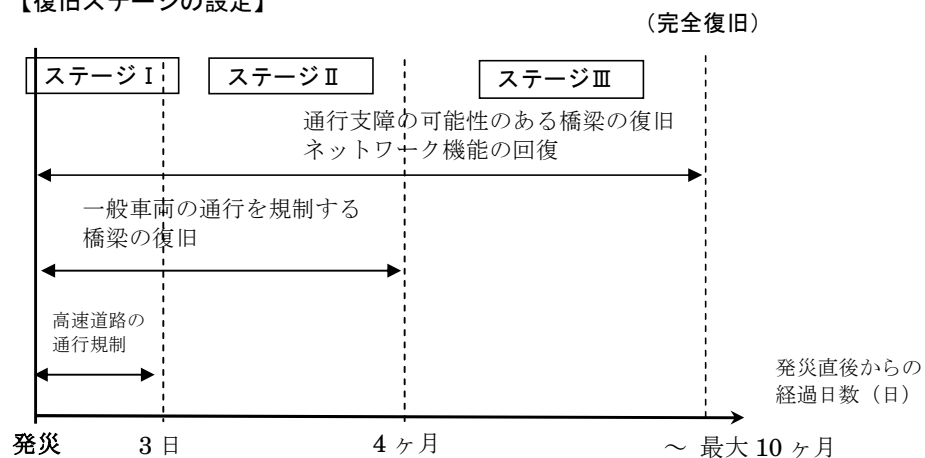 【復旧ステージの設定】
（完全復旧）
ステージⅠ
ステージⅡ
ステージⅢ
通行支障の可能性のある橋梁の復旧
ネットワーク機能の回復
一般車両の通行を規制する
橋梁の復旧
高速道路の
通行規制
発災直後からの
経過日数（日）
発災
3 日
4 ヶ月
～ 最大 10 ヶ月